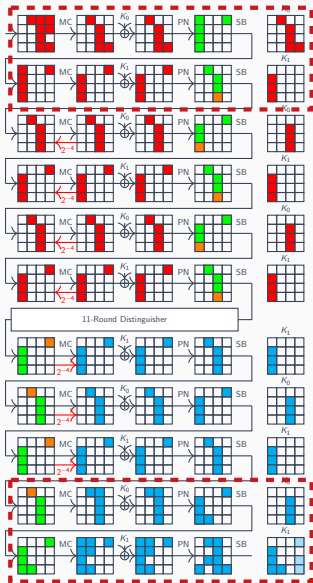 K₀ K₀
MC PN SB
K₁ K₁
MC PN SB
K₀ K₀
MC PN SB
2⁻⁴
K₁ K₁
MC PN SB
2⁻⁴
K₀ K₀
MC PN SB
2⁻⁴
K₁ K₁
MC PN SB
2⁻⁴
11-Round Distinguisher
K₁ K₁
MC PN SB
2⁻⁴
K₀ K₀
MC PN SB
2⁻⁴
K₁ K₁
MC PN SB
2⁻⁴
K₀ K₀
MC PN SB
K₁ K₁
MC PN SB